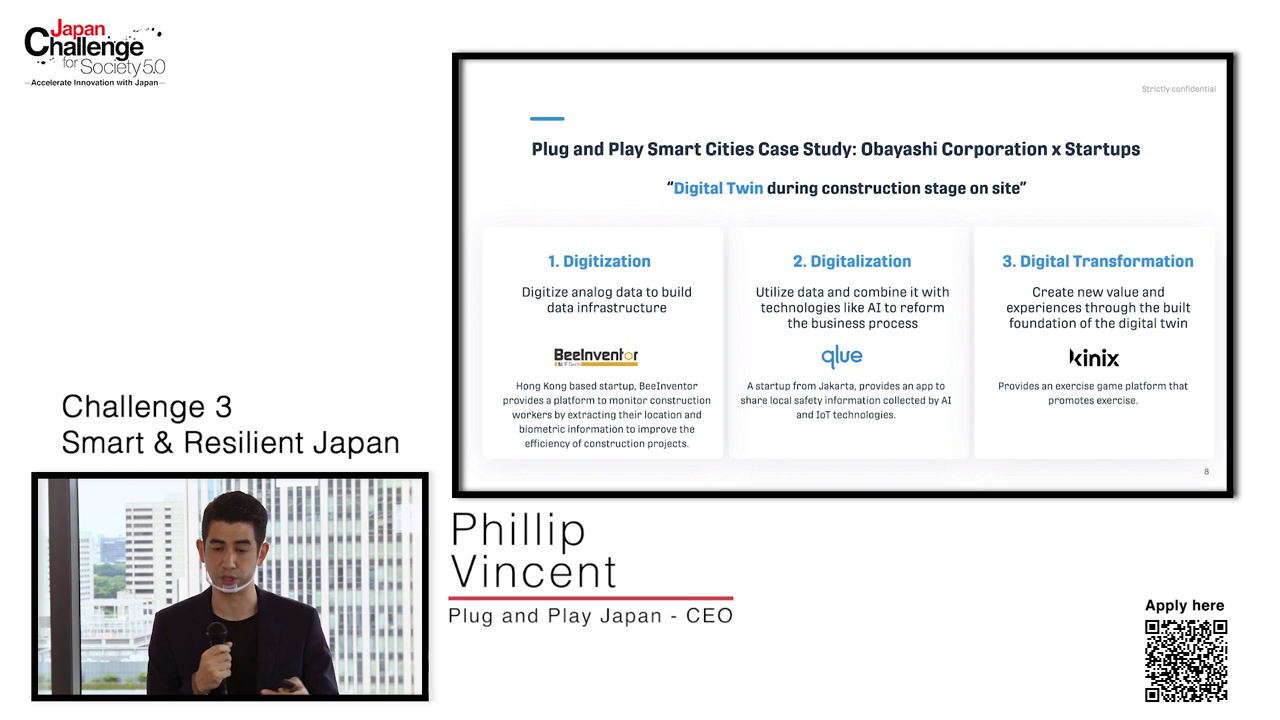 Japan
Challenge
for Society 5.0
Accelerate Innovation with Japan
Strictly confidential
Plug and Play Smart Cities Case Study: Obayashi Corporation x Startups
“Digital Twin during construction stage on site”
1. Digitization
Digitize analog data to build
data infrastructure
BeeInventor
Hong Kong based startup, BeeInventor
provides a platform to monitor construction
workers by extracting their location and
biometric information to improve the
efficiency of construction projects.
2. Digitalization
Utilize data and combine it with
technologies like AI to reform
the business process
qlue
A startup from Jakarta, provides an app to
share local safety information collected by AI
and IoT technologies.
3. Digital Transformation
Create new value and
experiences through the built
foundation of the digital twin
kinix
Provides an exercise game platform that
promotes exercise.
8
Challenge 3
Smart & Resilient Japan
Phillip
Vincent
Plug and Play Japan - CEO
Apply here